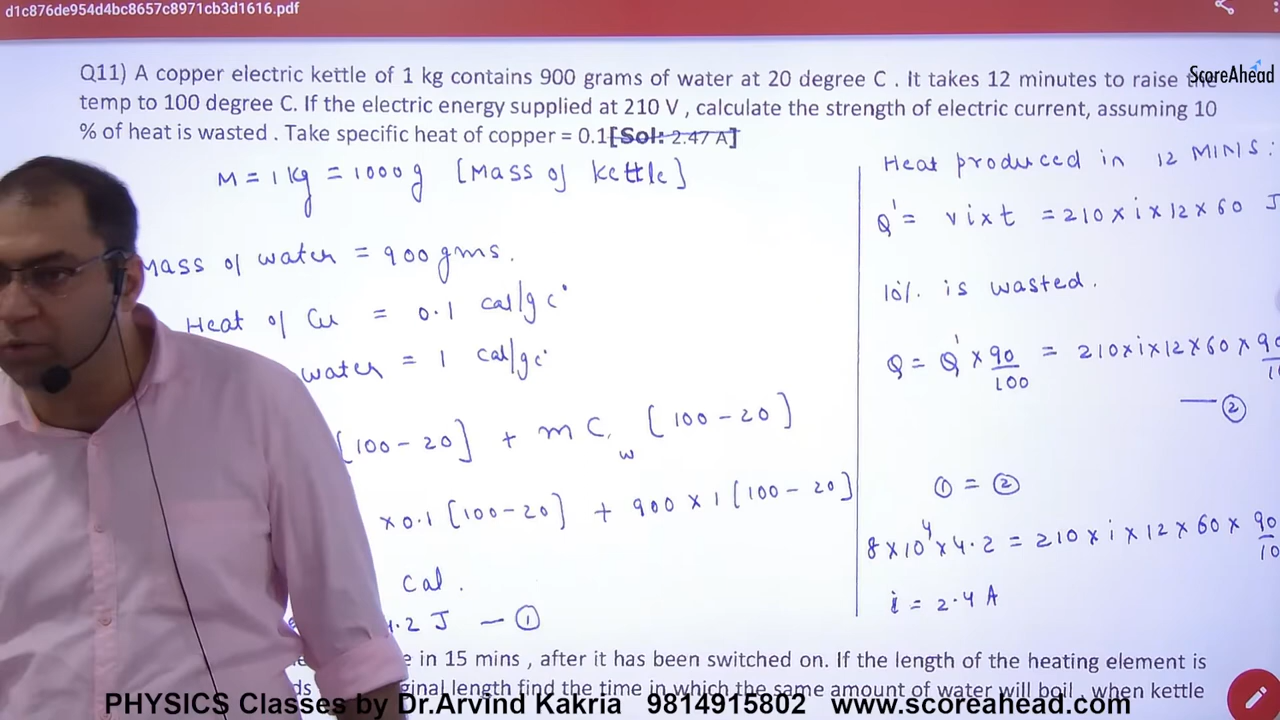 d1c876de954d4bc8657c8971cb3d1616.pdf
ScoreAhead
Q11) A copper electric kettle of 1 kg contains 900 grams of water at 20 degree C . It takes 12 minutes to raise the
temp to 100 degree C. If the electric energy supplied at 210 V , calculate the strength of electric current, assuming 10
% of heat is wasted . Take specific heat of copper = 0.1[Sol: 2.47 A]
M = 1 kg = 1000 g [Mass of kettle]
Mass of water = 900 gms.
Heat of Cu = 0.1 cal/g c°
water = 1 cal/g c°
[100 - 20] + m C w [100 - 20]
× 0.1 [100 - 20] + 900 × 1 [100 - 20]
cal.
.2 J — ①
Heat produced in 12 MINS:
Q' = vixt = 210 × i × 12 × 60 J
10%. is wasted.
Q = Q' × 90/100 = 210 × i × 12 × 60 × 90
— ②
① = ②
8 × 10⁴ × 4.2 = 210 × i × 12 × 60 × 90
i = 2.4 A
in 15 mins , after it has been switched on. If the length of the heating element is
length find the time in which the same amount of water will boil , when kettle
PHYSICS Classes by Dr.Arvind Kakria 9814915802 www.scoreahead.com